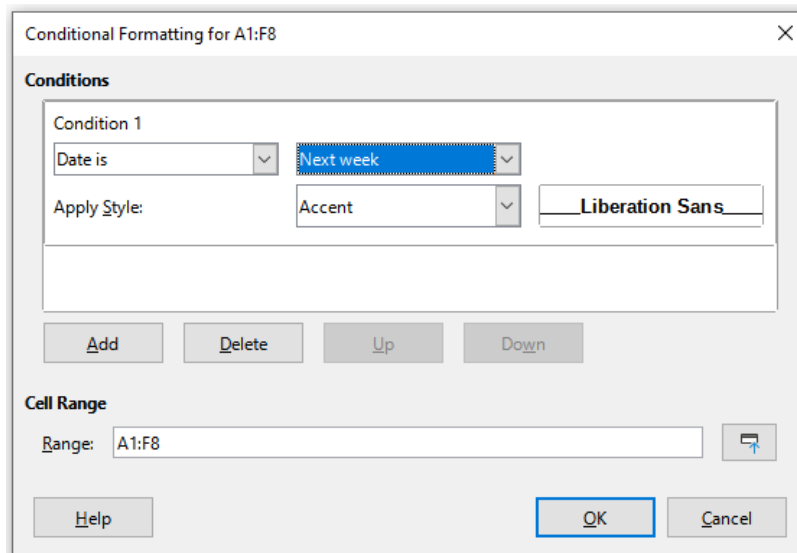 Conditional Formatting for A1:F8
Conditions
Condition 1
Date is Next week
Apply Style: Accent Liberation Sans
Add Delete Up Down
Cell Range
Range: A1:F8
Help OK Cancel